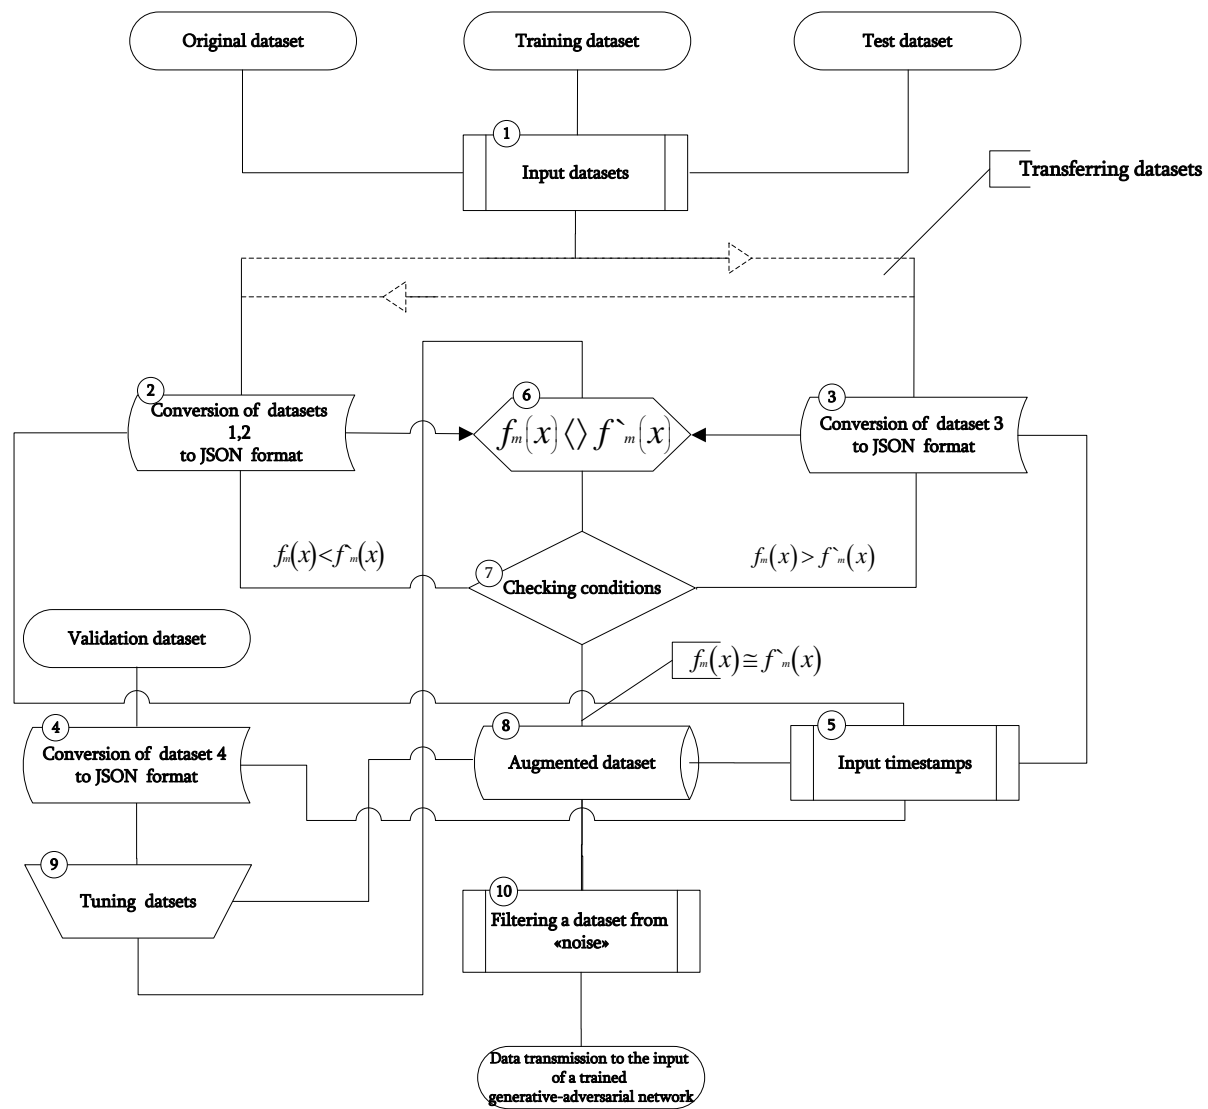 Original dataset
Training dataset
Test dataset
1
Input datasets
Transferring datasets
2
Conversion of datasets
1,2
to JSON format
6
fₘ(x)⟨⟩f`ₘ(x)
3
Conversion of dataset 3
to JSON format
fₘ(x)<f`ₘ(x)
fₘ(x)>f`ₘ(x)
7
Checking conditions
Validation dataset
fₘ(x)≅f`ₘ(x)
4
Conversion of dataset 4
to JSON format
8
Augmented dataset
5
Input timestamps
9
Tuning datsets
10
Filtering a dataset from
«noise»
Data transmission to the input
of a trained
generative-adversarial network